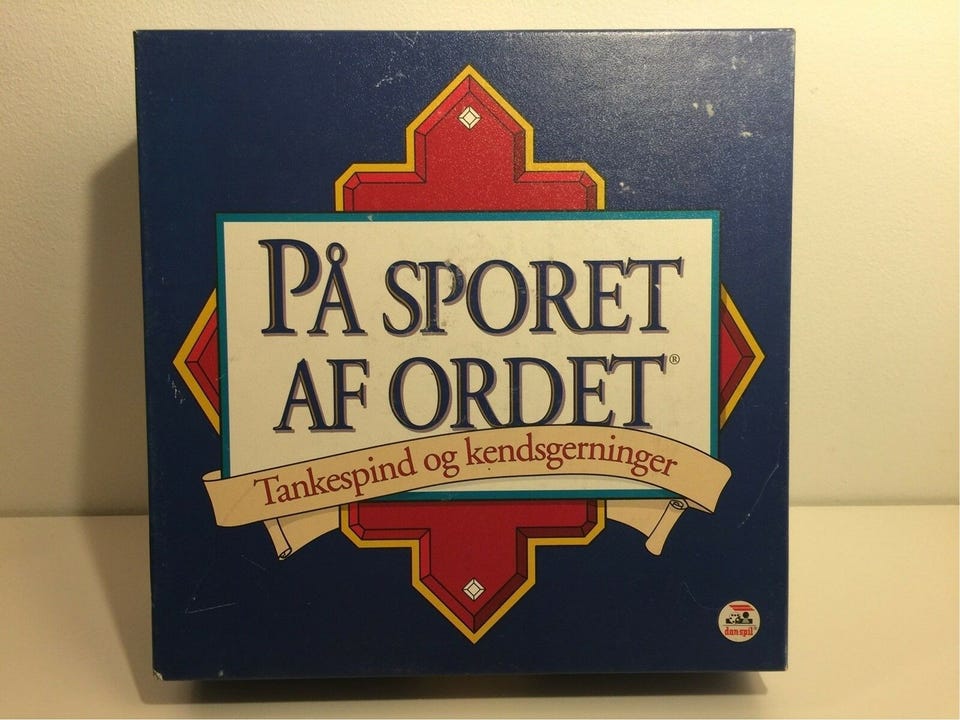 PÅ SPORET
AF ORDET®
Tankespind og kendsgerninger
danspil